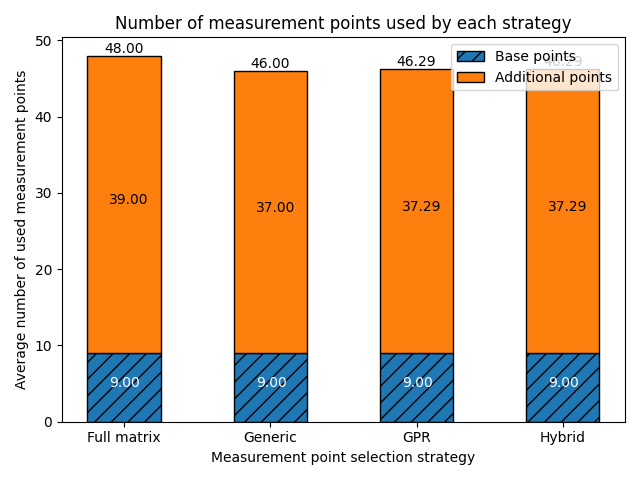 Number of measurement points used by each strategy
Average number of used measurement points
50
40
30
20
10
0
48.00
46.00
46.29
46.29
Base points
Additional points
39.00
37.00
37.29
37.29
9.00
9.00
9.00
9.00
Full matrix
Generic
GPR
Hybrid
Measurement point selection strategy